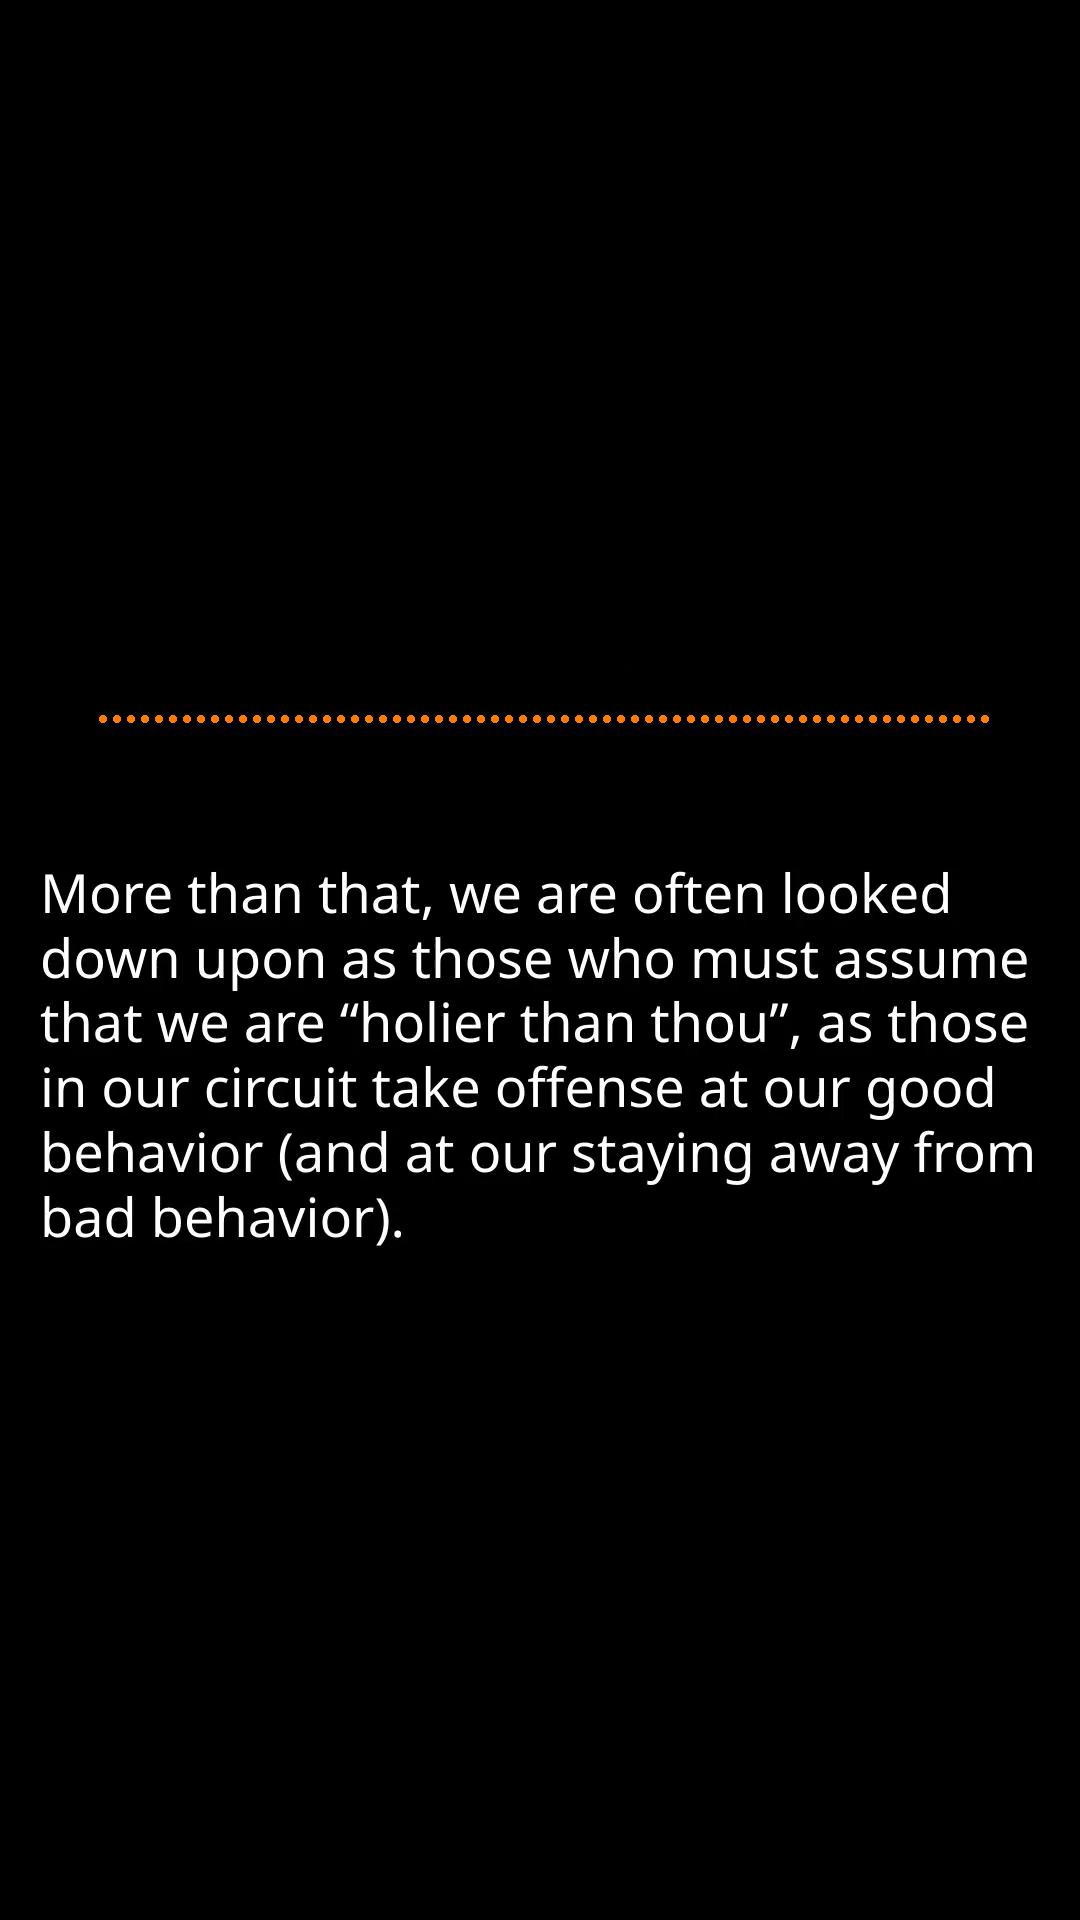 More than that, we are often looked
down upon as those who must assume
that we are “holier than thou”, as those
in our circuit take offense at our good
behavior (and at our staying away from
bad behavior).